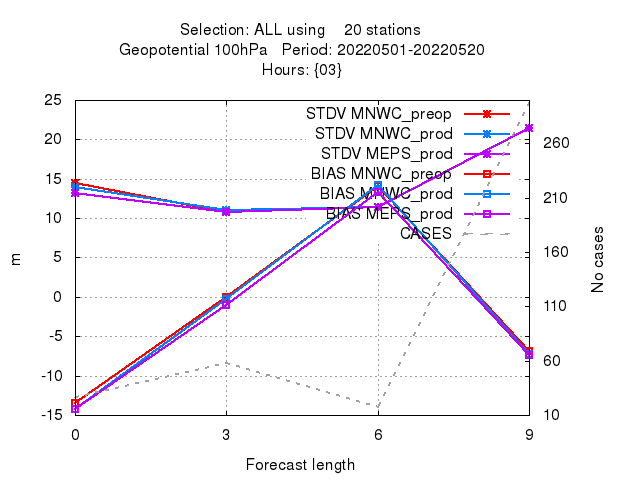 Selection: ALL using 20 stations
Geopotential 100hPa Period: 20220501-20220520
Hours: {03}
25
20
15
10
5
0
-5
-10
-15
m
STDV MNWC_preop
STDV MNWC_prod
STDV MEPS_prod
BIAS MNWC_preop
BIAS MNWC_prod
BIAS MEPS_prod
CASES
260
210
160
110
60
10
No cases
0 3 6 9
Forecast length